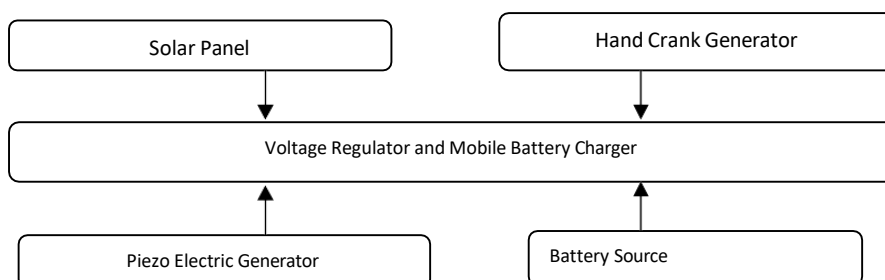 Solar Panel
Hand Crank Generator
Voltage Regulator and Mobile Battery Charger
Piezo Electric Generator
Battery Source